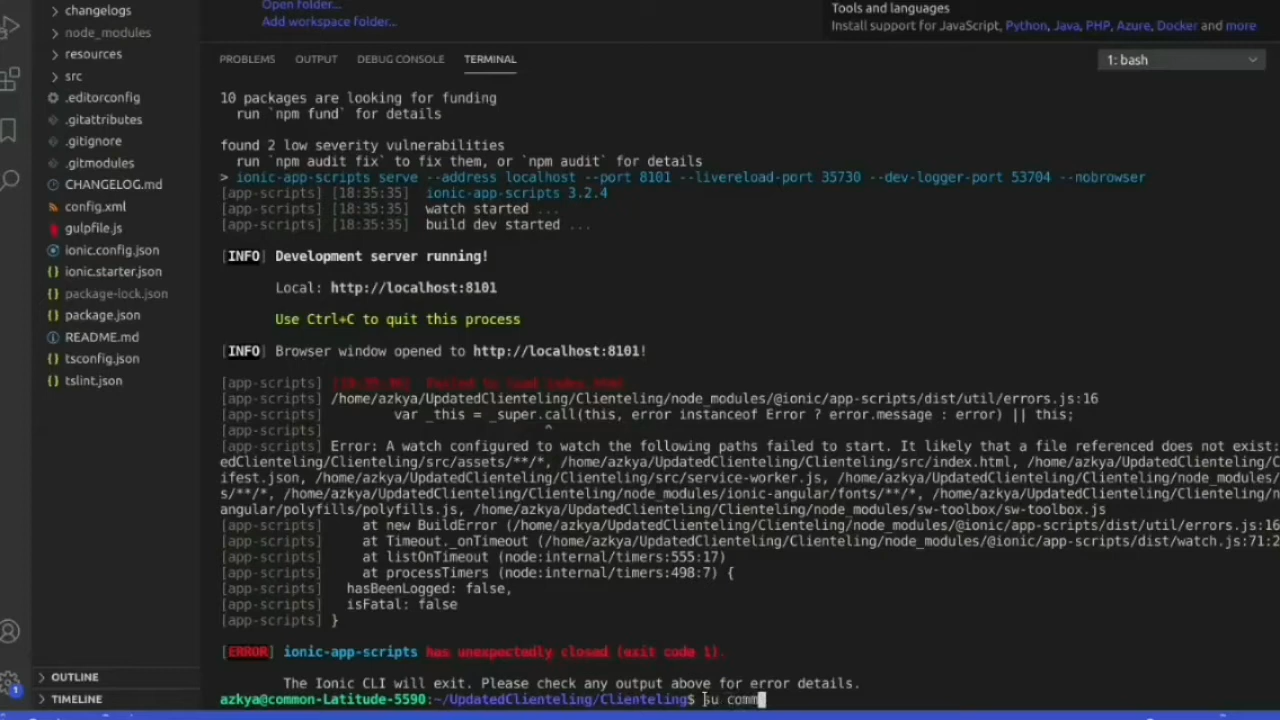 changelogs
node_modules
resources
src
.editorconfig
.gitattributes
.gitignore
.gitmodules
CHANGELOG.md
config.xml
gulpfile.js
ionic.config.json
ionic.starter.json
package-lock.json
package.json
README.md
tsconfig.json
tslint.json
OUTLINE
TIMELINE
1
Open folder...
Add workspace folder...
Tools and languages
Install support for JavaScript, Python, Java, PHP, Azure, Docker and more
PROBLEMS OUTPUT DEBUG CONSOLE TERMINAL 1: bash
10 packages are looking for funding
run `npm fund` for details
found 2 low severity vulnerabilities
run `npm audit fix` to fix them, or `npm audit` for details
> ionic-app-scripts serve --address localhost --port 8101 --livereload-port 35730 --dev-logger-port 53704 --nobrowser
[app-scripts] [18:35:35] ionic-app-scripts 3.2.4
[app-scripts] [18:35:35] watch started ...
[app-scripts] [18:35:35] build dev started ...
[INFO] Development server running!
Local: http://localhost:8101
Use Ctrl+C to quit this process
[INFO] Browser window opened to http://localhost:8101!
[app-scripts] Failed to load index.html
[app-scripts] /home/azkya/UpdatedClienteling/Clienteling/node_modules/@ionic/app-scripts/dist/util/errors.js:16
[app-scripts] var _this = _super.call(this, error instanceof Error ? error.message : error) || this;
[app-scripts] ^
[app-scripts] Error: A watch configured to watch the following paths failed to start. It likely that a file referenced does not exist:
edClienteling/Clienteling/src/assets/**/*, /home/azkya/UpdatedClienteling/Clienteling/src/index.html, /home/azkya/UpdatedClienteling/C
ifest.json, /home/azkya/UpdatedClienteling/Clienteling/src/service-worker.js, /home/azkya/UpdatedClienteling/Clienteling/node_modules/
s/**/*, /home/azkya/UpdatedClienteling/Clienteling/node_modules/ionic-angular/fonts/**/*, /home/azkya/UpdatedClienteling/Clienteling/n
angular/polyfills/polyfills.js, /home/azkya/UpdatedClienteling/Clienteling/node_modules/sw-toolbox/sw-toolbox.js
[app-scripts] at new BuildError (/home/azkya/UpdatedClienteling/Clienteling/node_modules/@ionic/app-scripts/dist/util/errors.js:16
[app-scripts] at Timeout._onTimeout (/home/azkya/UpdatedClienteling/Clienteling/node_modules/@ionic/app-scripts/dist/watch.js:71:2
[app-scripts] at listOnTimeout (node:internal/timers:555:17)
[app-scripts] at processTimers (node:internal/timers:498:7) {
[app-scripts] hasBeenLogged: false,
[app-scripts] isFatal: false
[app-scripts] }
[ERROR] ionic-app-scripts has unexpectedly closed (exit code 1).
The Ionic CLI will exit. Please check any output above for error details.
azkya@common-Latitude-5590:~/UpdatedClienteling/Clienteling$ su comm